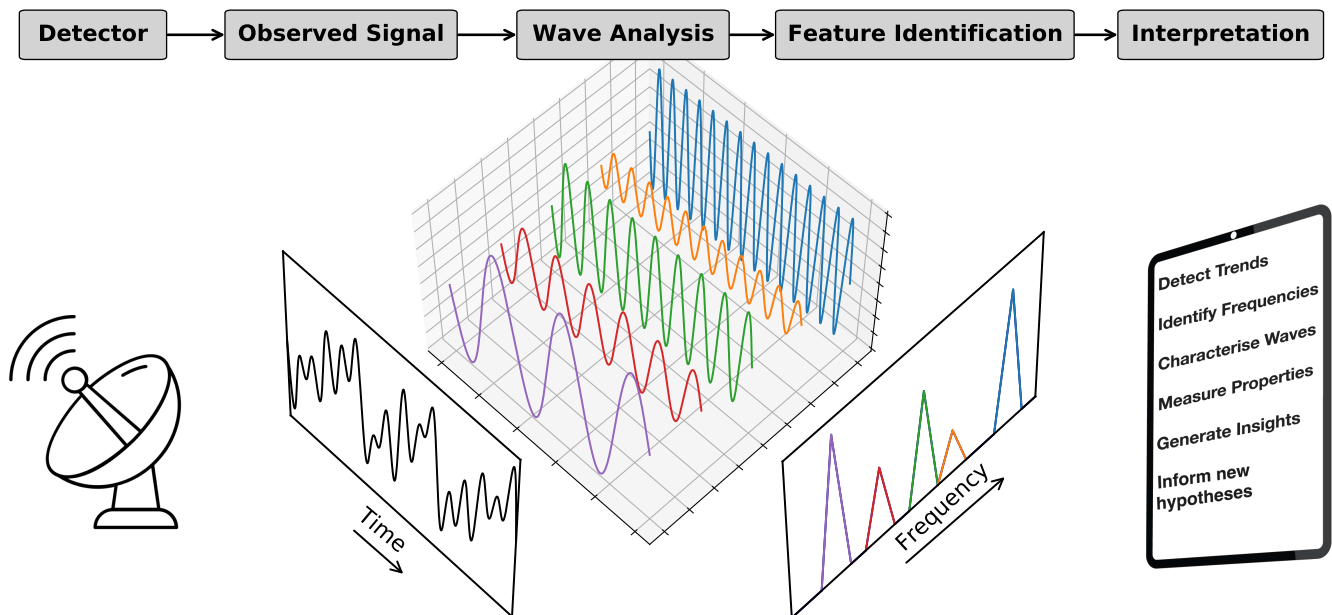 Detector
Observed Signal
Wave Analysis
Feature Identification
Interpretation
Time
Frequency
Detect Trends
Identify Frequencies
Characterise Waves
Measure Properties
Generate Insights
Inform new
hypotheses